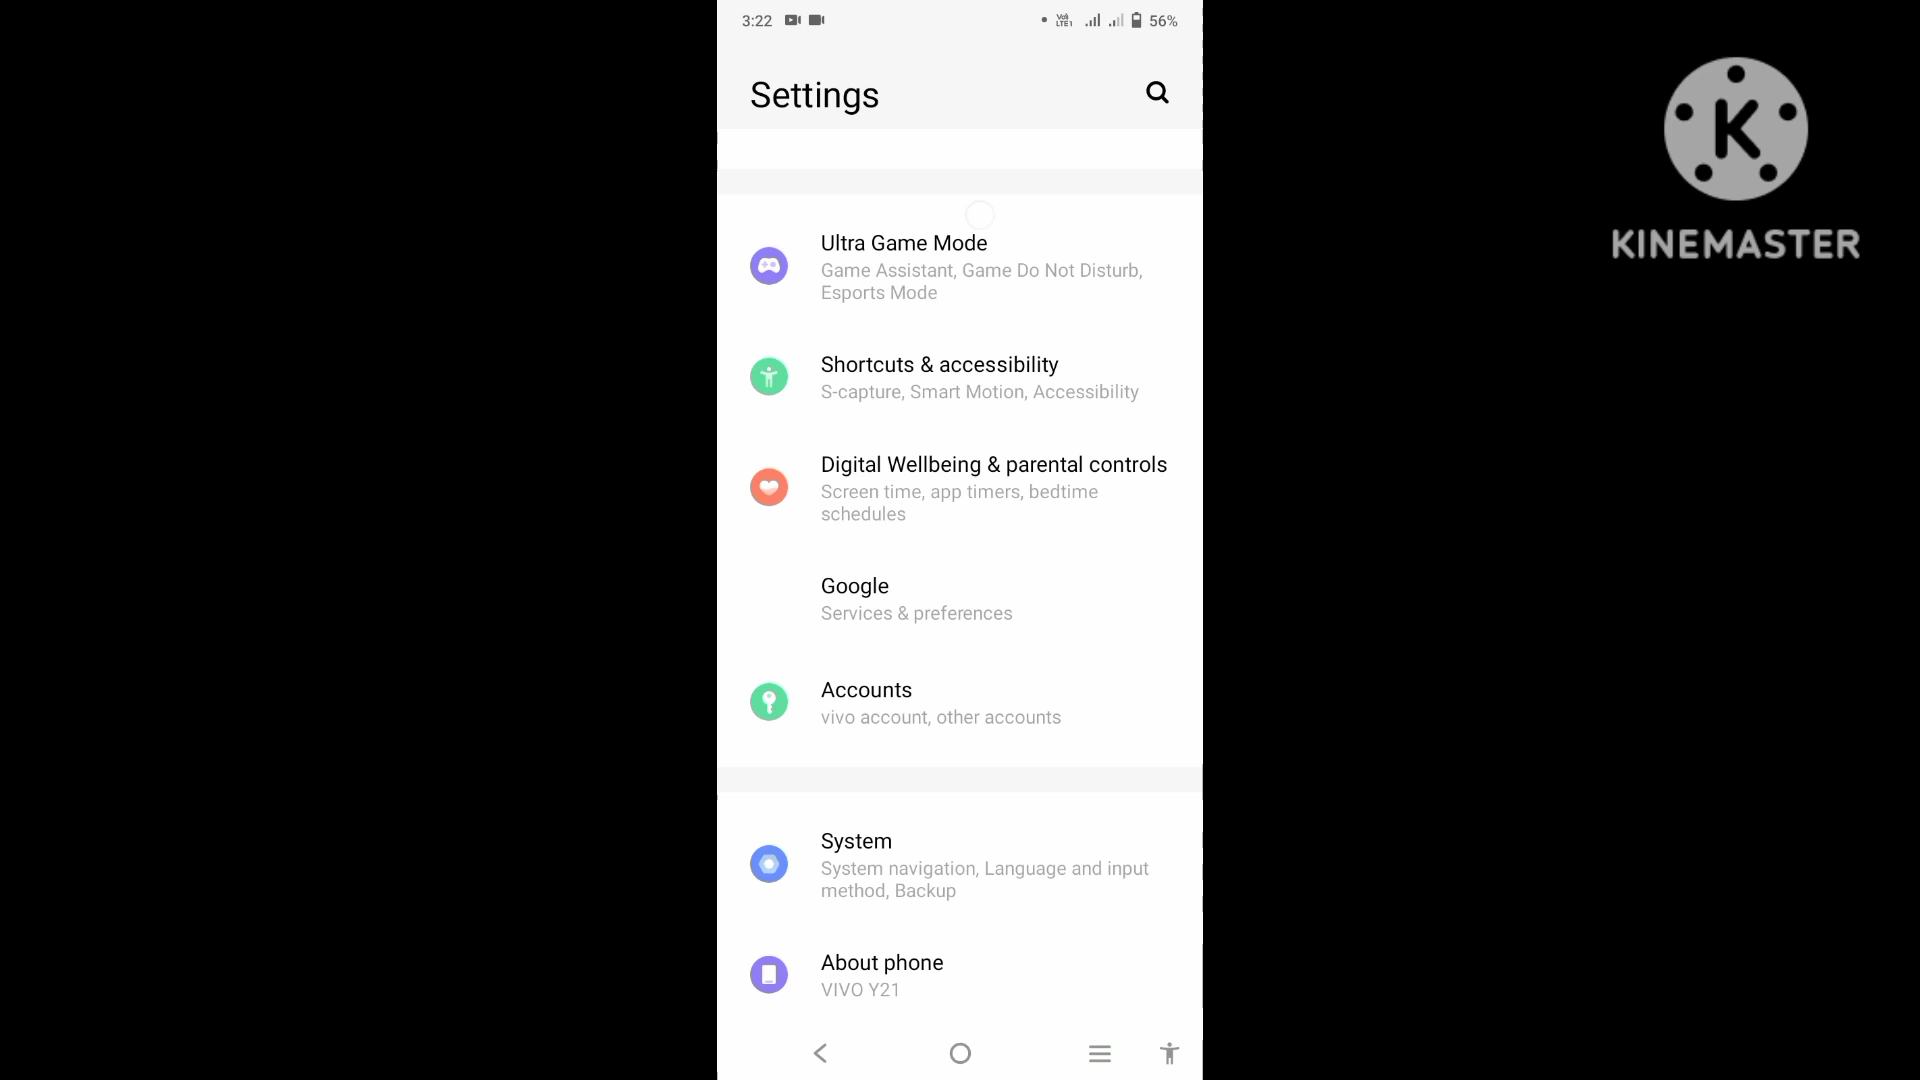 3:22
Vo) LTE1
56%
Settings
K
KINEMASTER
Ultra Game Mode
Game Assistant, Game Do Not Disturb,
Esports Mode
Shortcuts & accessibility
S-capture, Smart Motion, Accessibility
Digital Wellbeing & parental controls
Screen time, app timers, bedtime
schedules
Google
Services & preferences
Accounts
vivo account, other accounts
System
System navigation, Language and input
method, Backup
About phone
VIVO Y21